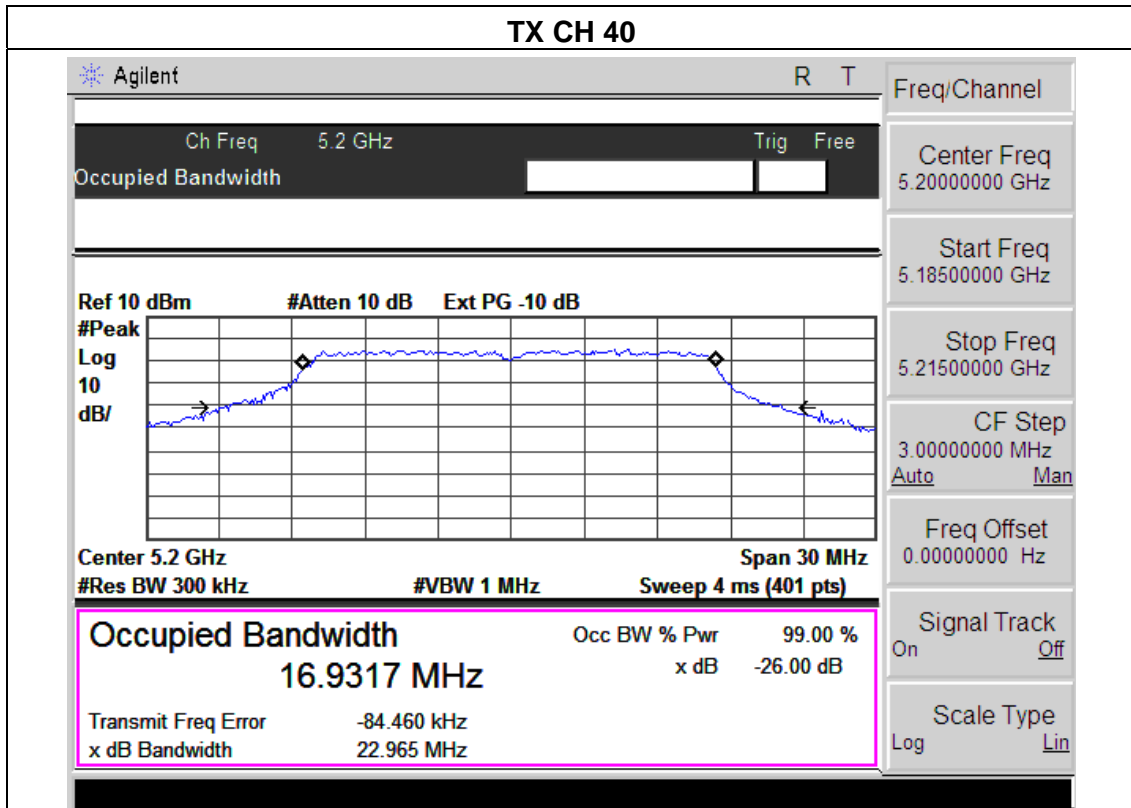 TX CH 40
Agilent R T
Freq/Channel
Ch Freq 5.2 GHz Trig Free
Occupied Bandwidth
Center Freq
5.20000000 GHz
Start Freq
5.18500000 GHz
Ref 10 dBm #Atten 10 dB Ext PG -10 dB
#Peak
Log
10
dB/
Stop Freq
5.21500000 GHz
CF Step
3.00000000 MHz
Auto Man
Freq Offset
0.00000000 Hz
Center 5.2 GHz Span 30 MHz
#Res BW 300 kHz #VBW 1 MHz Sweep 4 ms (401 pts)
Occupied Bandwidth Occ BW % Pwr 99.00 %
16.9317 MHz x dB -26.00 dB
Transmit Freq Error -84.460 kHz
x dB Bandwidth 22.965 MHz
Signal Track
On Off
Scale Type
Log Lin